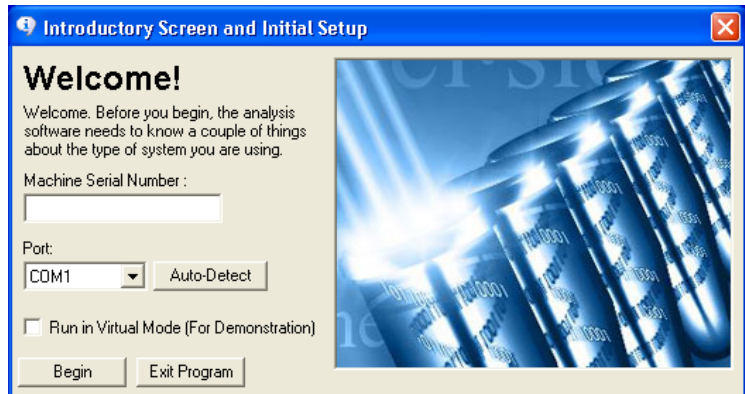 Introductory Screen and Initial Setup
Welcome!
Welcome. Before you begin, the analysis
software needs to know a couple of things
about the type of system you are using.
Machine Serial Number :
Port:
COM1
Auto-Detect
Run in Virtual Mode (For Demonstration)
Begin
Exit Program